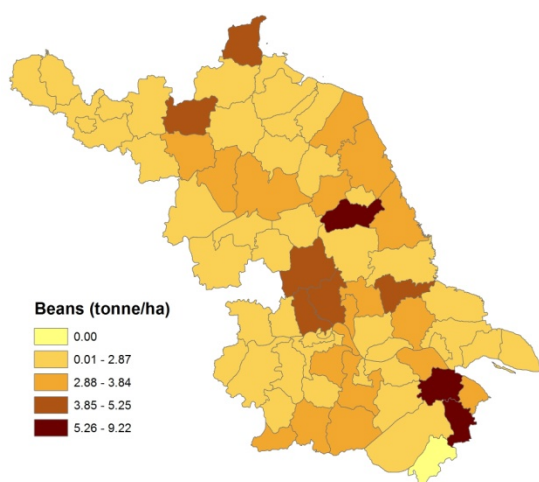 Beans (tonne/ha)
0.00
0.01 - 2.87
2.88 - 3.84
3.85 - 5.25
5.26 - 9.22